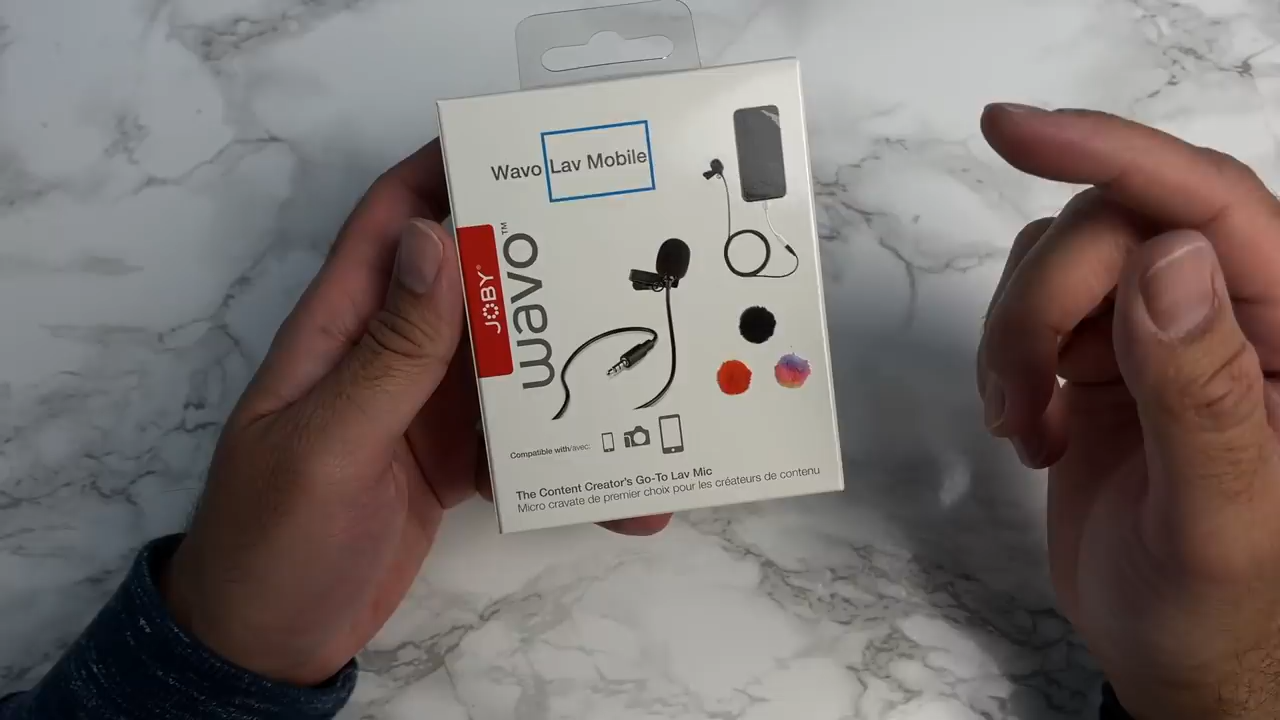 Wavo Lav Mobile
JOBY®
wavo™
Compatible with/avec:
The Content Creator's Go-To Lav Mic
Micro cravate de premier choix pour les créateurs de contenu